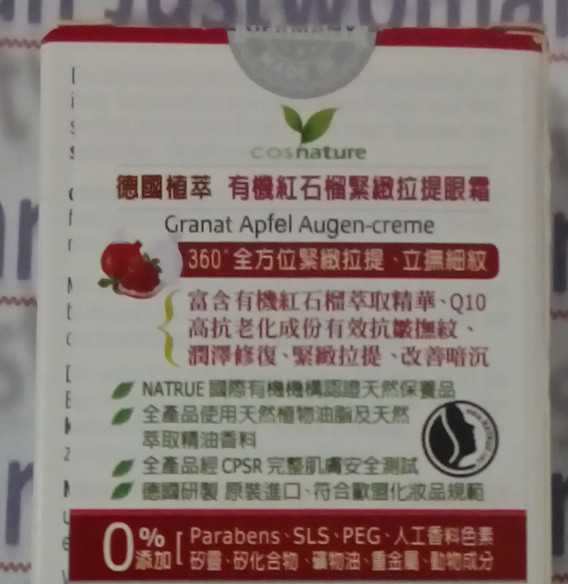 cosnature
德國植萃 有機紅石榴緊緻拉提眼霜
Granat Apfel Augen-creme
360°全方位緊緻拉提、立撫細紋
富含有機紅石榴萃取精華、Q10
高抗老化成份有效抗皺撫紋、
潤澤修復、緊緻拉提、改善暗沉
NATRUE 國際有機機構認證天然保養品
全產品使用天然植物油脂及天然
萃取精油香料
全產品經 CPSR 完整肌膚安全測試
德國研製 原裝進口、符合歐盟化妝品規範
0%添加 [ Parabens、SLS、PEG、人工香料色素
矽靈、矽化合物、礦物油、重金屬、動物成分